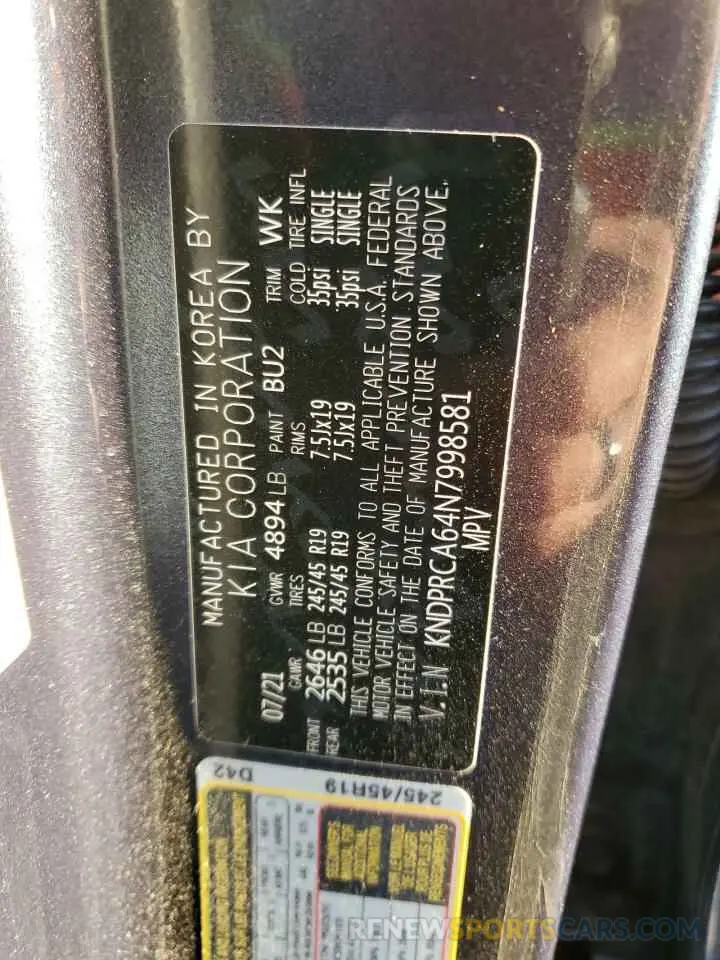 MANUFACTURED IN KOREA BY
KIA CORPORATION
07/21 GVWR 4894 LB PAINT BU2 TRIM WK
GAWR TIRES RIMS COLD TIRE INFL
FRONT 2646 LB 245/45 R19 7.5Jx19 35psi SINGLE
REAR 2535 LB 245/45 R19 7.5Jx19 35psi SINGLE
THIS VEHICLE CONFORMS TO ALL APPLICABLE U.S.A. FEDERAL
MOTOR VEHICLE SAFETY AND THEFT PREVENTION STANDARDS
IN EFFECT ON THE DATE OF MANUFACTURE SHOWN ABOVE.
V.I.N KNDPRCA64N7998581
MPV
D42
245/45R19
RENEWSPORTSCARS.COM